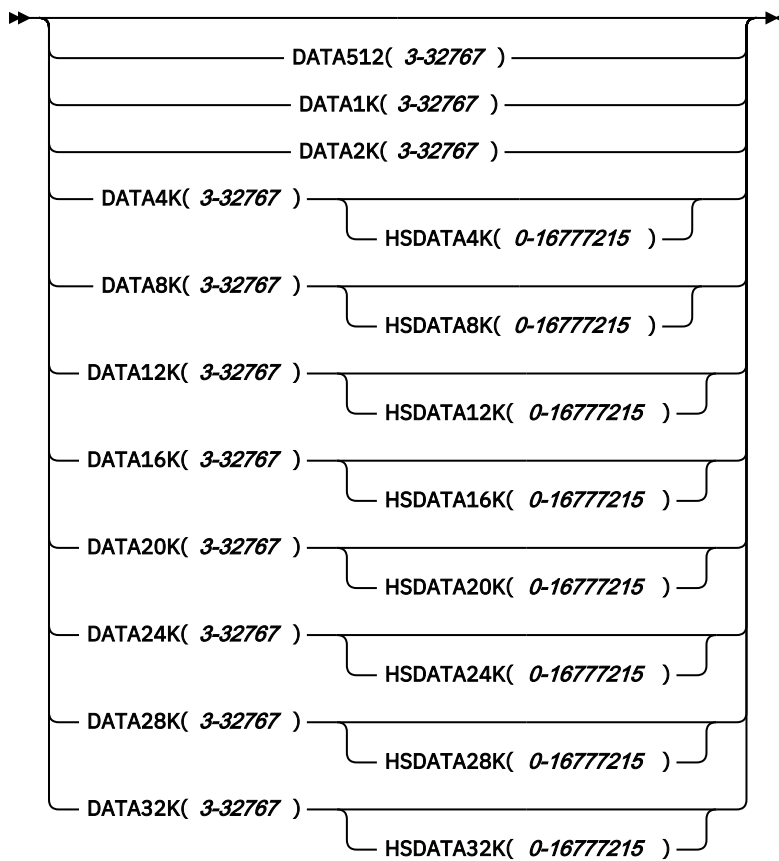 DATA512( 3-32767 )
DATA1K( 3-32767 )
DATA2K( 3-32767 )
DATA4K( 3-32767 )
HSDATA4K( 0-16777215 )
DATA8K( 3-32767 )
HSDATA8K( 0-16777215 )
DATA12K( 3-32767 )
HSDATA12K( 0-16777215 )
DATA16K( 3-32767 )
HSDATA16K( 0-16777215 )
DATA20K( 3-32767 )
HSDATA20K( 0-16777215 )
DATA24K( 3-32767 )
HSDATA24K( 0-16777215 )
DATA28K( 3-32767 )
HSDATA28K( 0-16777215 )
DATA32K( 3-32767 )
HSDATA32K( 0-16777215 )